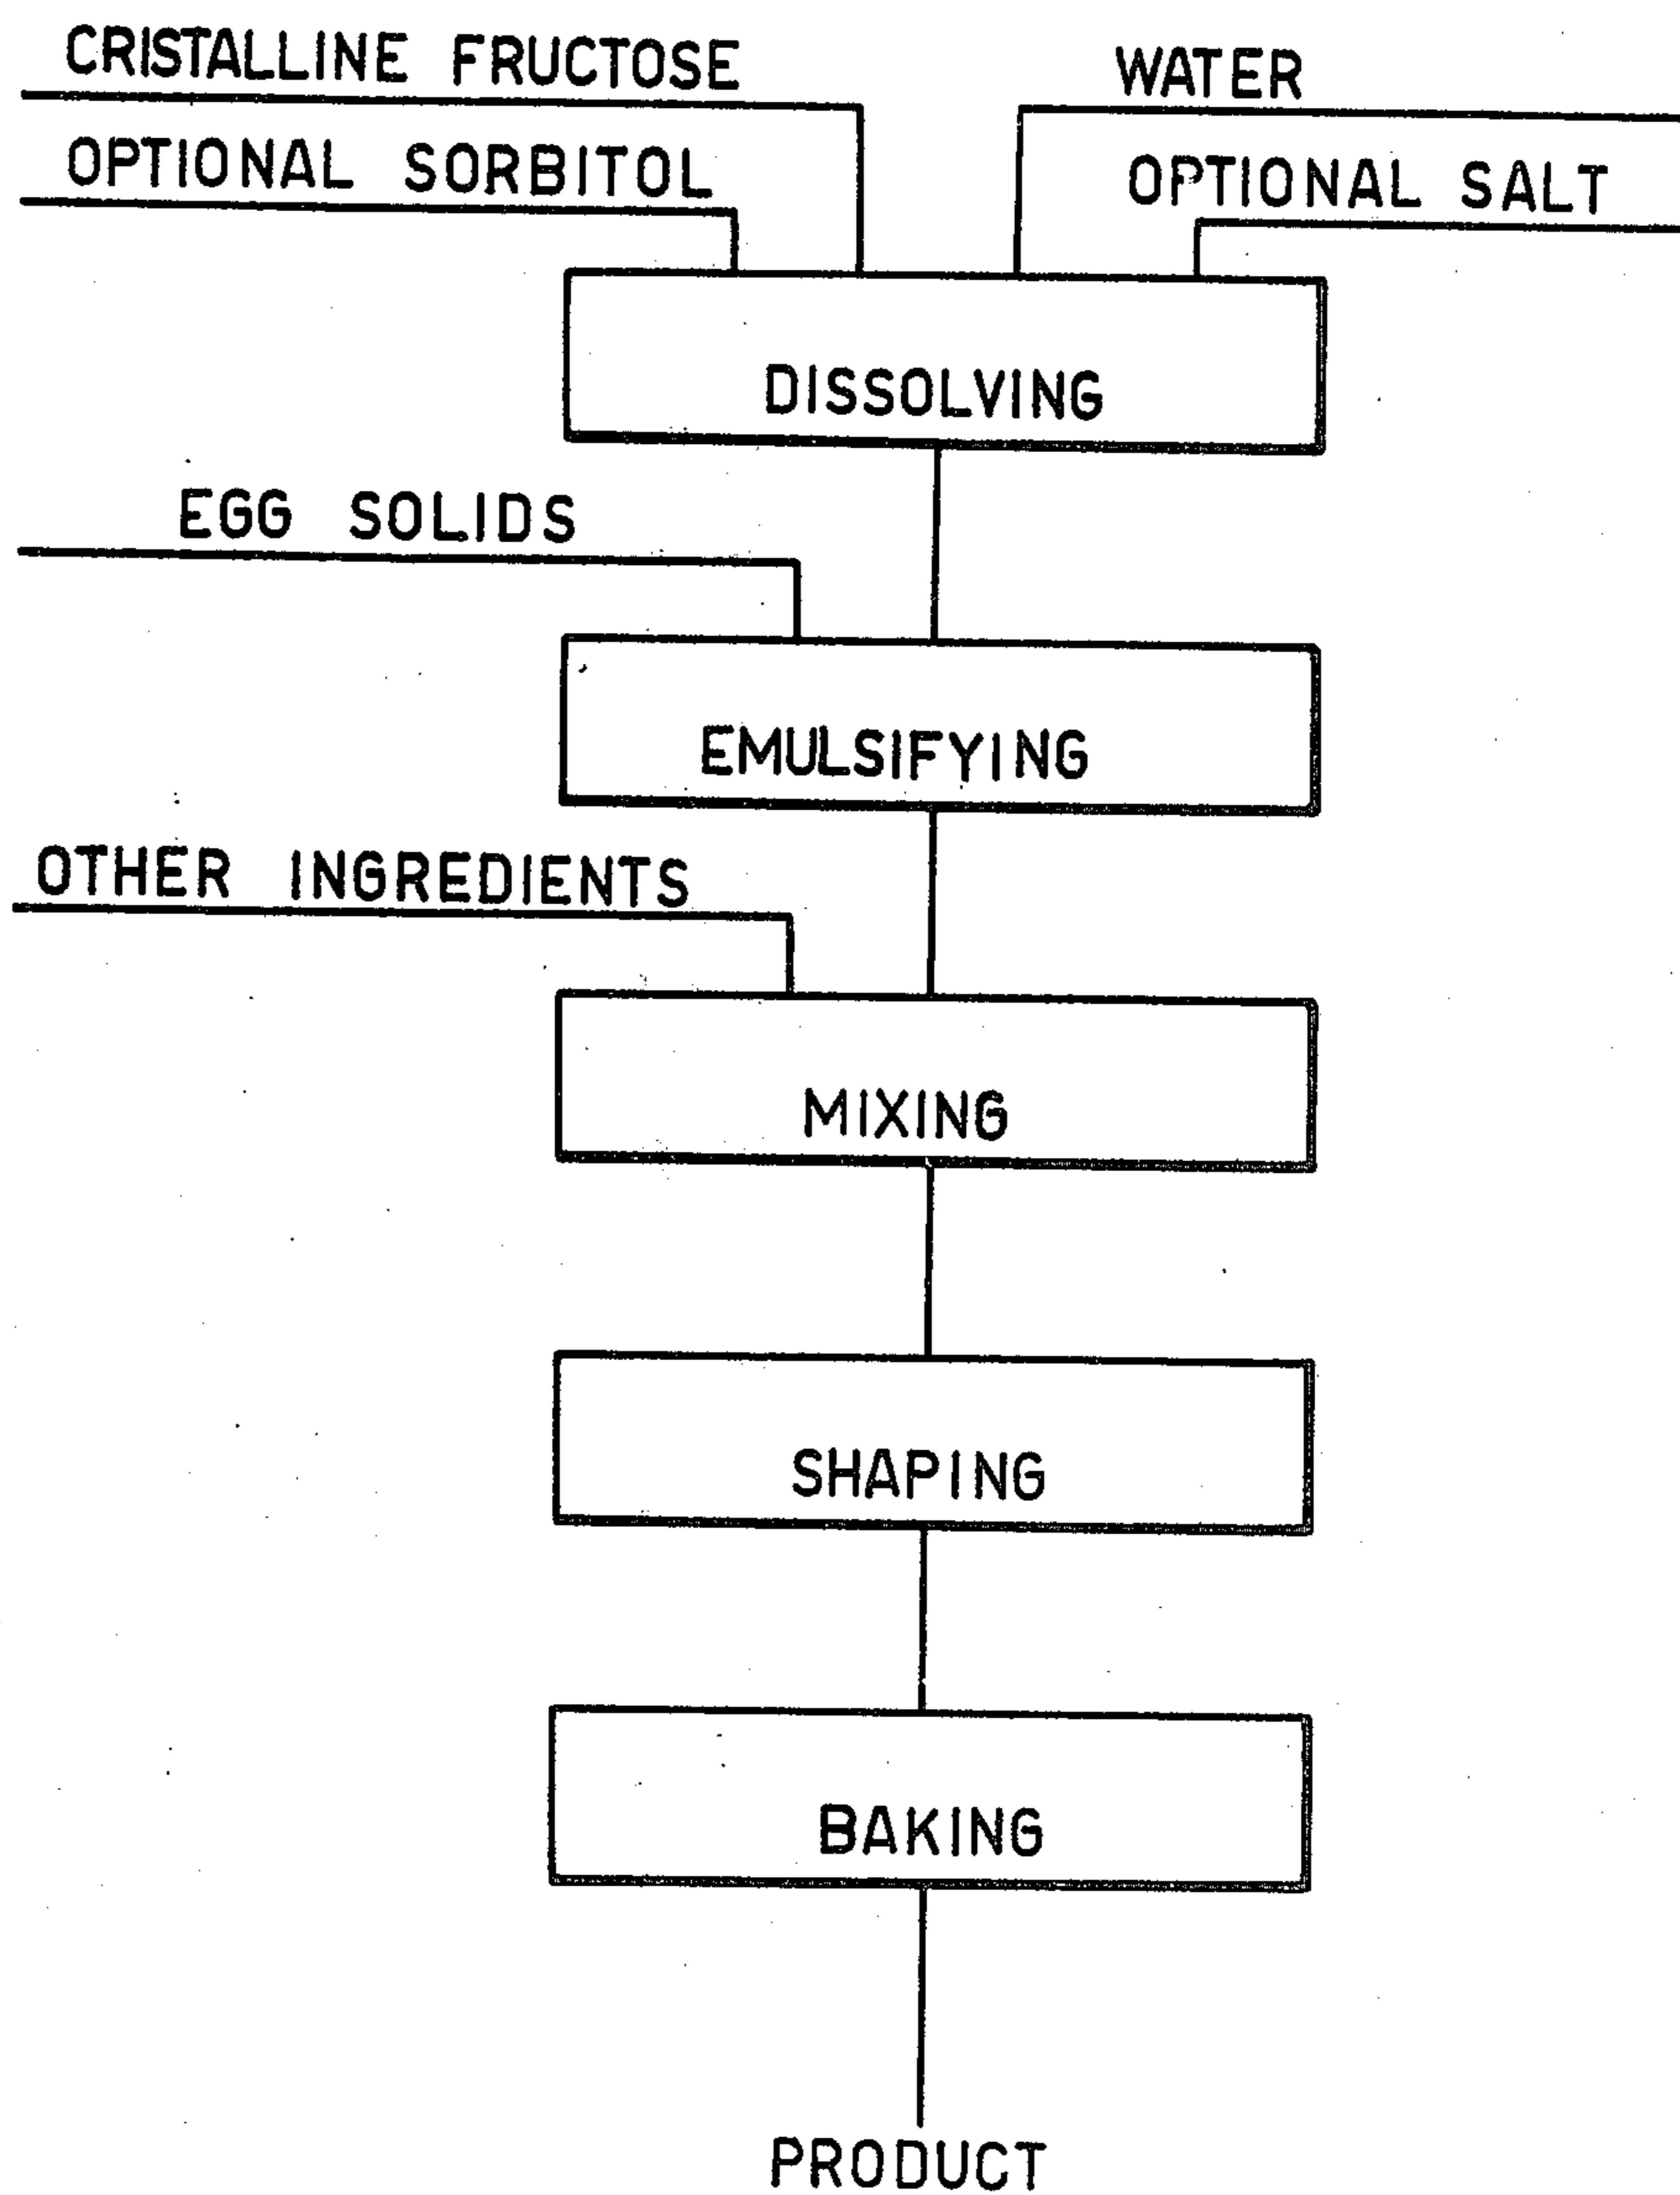 CRISTALLINE FRUCTOSE
WATER
OPTIONAL SORBITOL
OPTIONAL SALT
DISSOLVING
EGG SOLIDS
EMULSIFYING
OTHER INGREDIENTS
MIXING
SHAPING
BAKING
PRODUCT